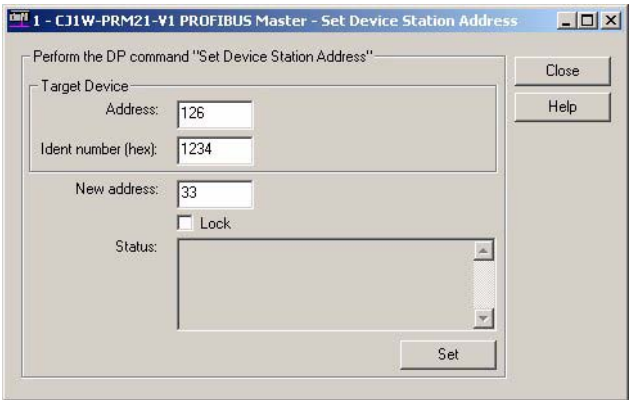 1 - CJ1W-PRM21-V1 PROFIBUS Master - Set Device Station Address
Perform the DP command "Set Device Station Address"
Close
Target Device
Address: 126
Help
Ident number (hex): 1234
New address: 33
Lock
Status:
Set